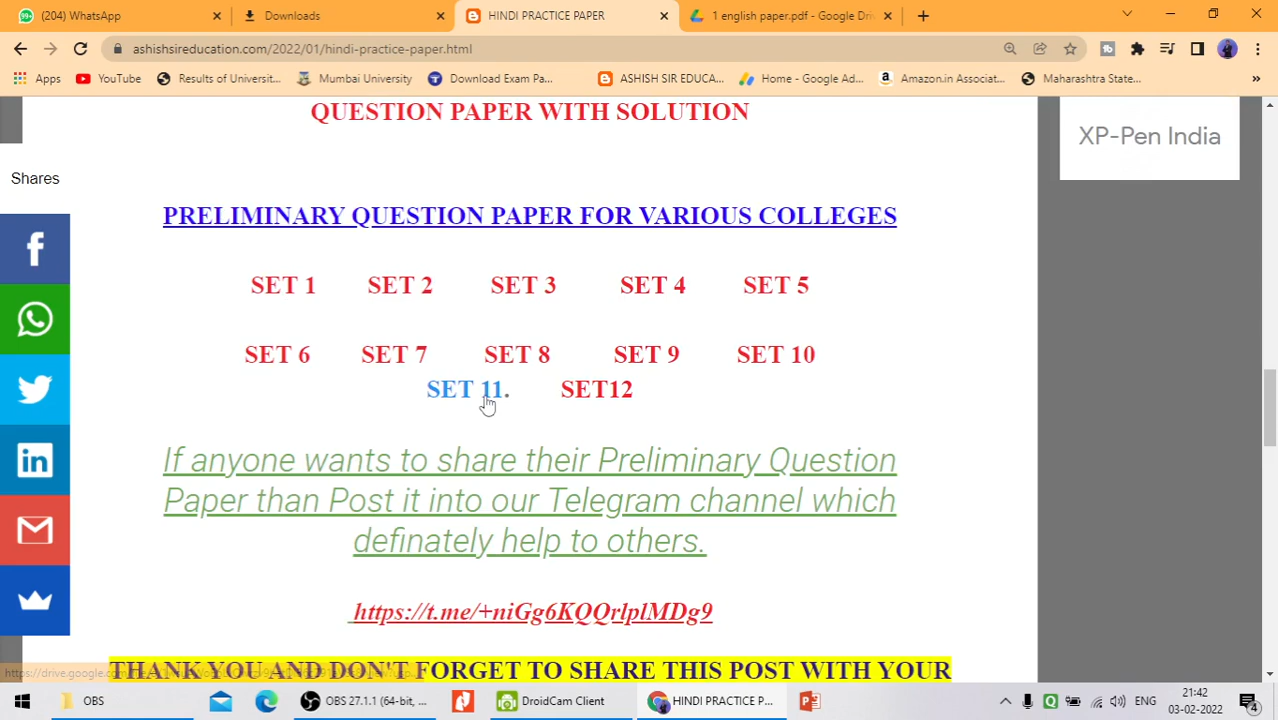 (204) WhatsApp
Downloads
HINDI PRACTICE PAPER
1 english paper.pdf - Google Dri
ashishsireducation.com/2022/01/hindi-practice-paper.html
Apps
YouTube
Results of Universit...
Mumbai University
Download Exam Pa...
ASHISH SIR EDUCA...
Home - Google Ad...
Amazon.in Associat...
Maharashtra State...
»
QUESTION PAPER WITH SOLUTION
XP-Pen India
Shares
PRELIMINARY QUESTION PAPER FOR VARIOUS COLLEGES
SET 1 SET 2 SET 3 SET 4 SET 5
SET 6 SET 7 SET 8 SET 9 SET 10
SET 11. SET12
If anyone wants to share their Preliminary Question
Paper than Post it into our Telegram channel which
definately help to others.
https://t.me/+niGg6KQQrlplMDg9
THANK YOU AND DON'T FORGET TO SHARE THIS POST WITH YOUR
OBS
OBS 27.1.1 (64-bit, ...
DroidCam Client
HINDI PRACTICE P...
ENG
21:42
03-02-2022
4